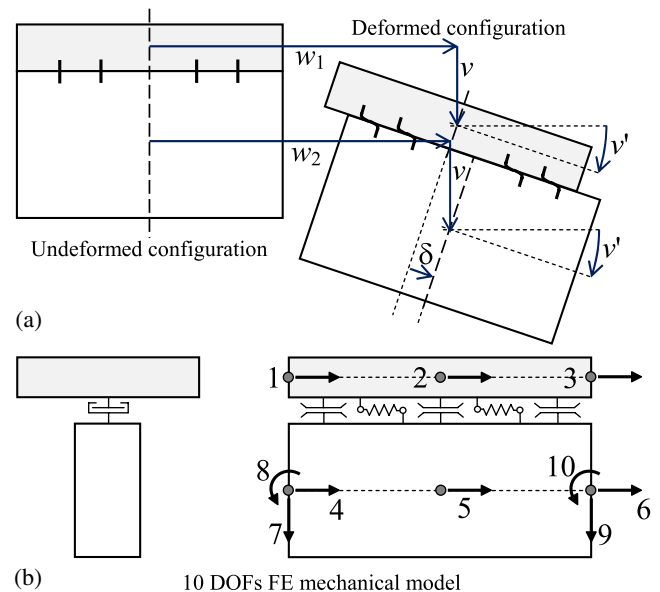 Deformed configuration
w1
v
w2
v'
v
Undeformed configuration
δ
v'
(a)
1
2
3
8
10
4
5
6
7
9
(b)
10 DOFs FE mechanical model